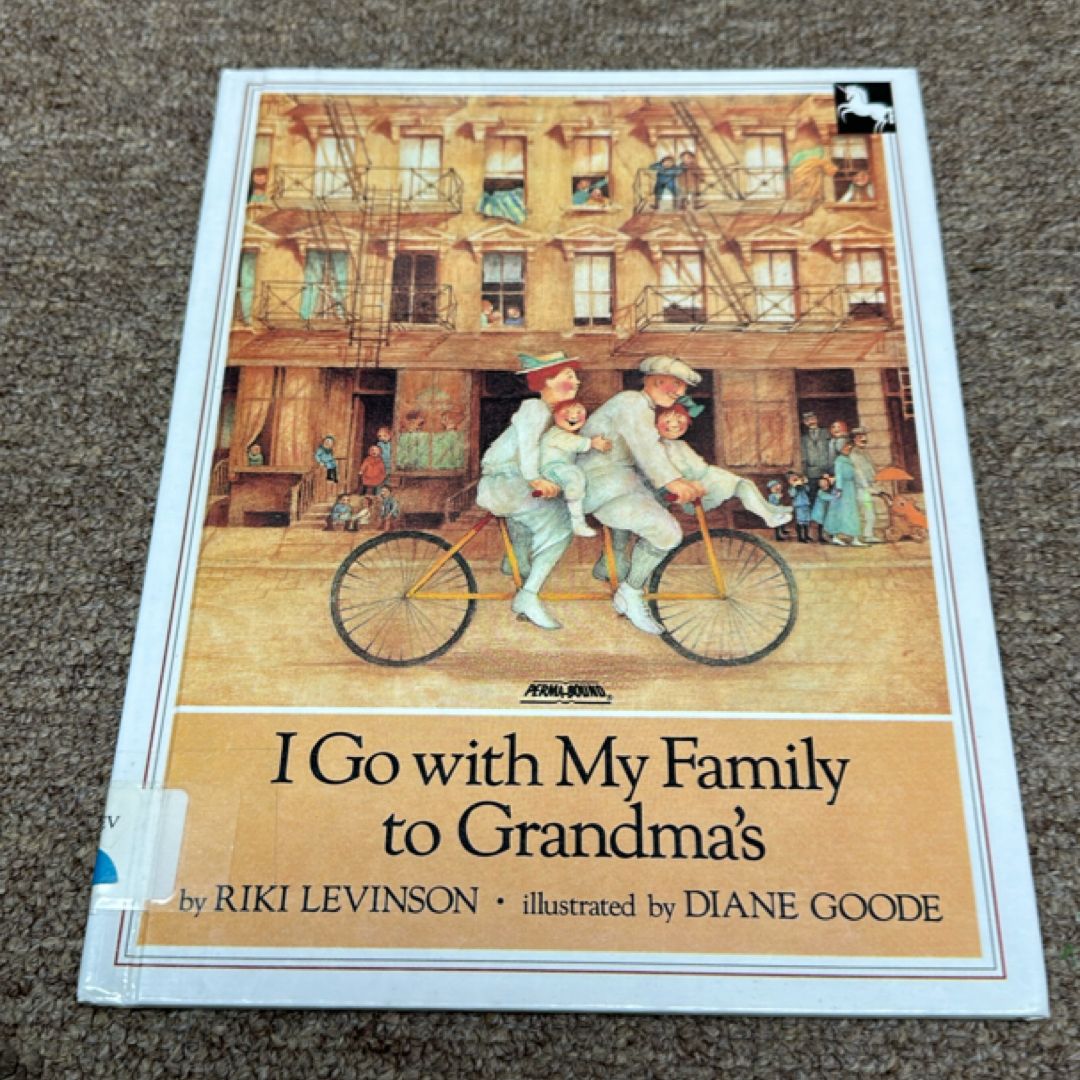 PERMA-BOUND®
I Go with My Family
to Grandma's
by RIKI LEVINSON • illustrated by DIANE GOODE